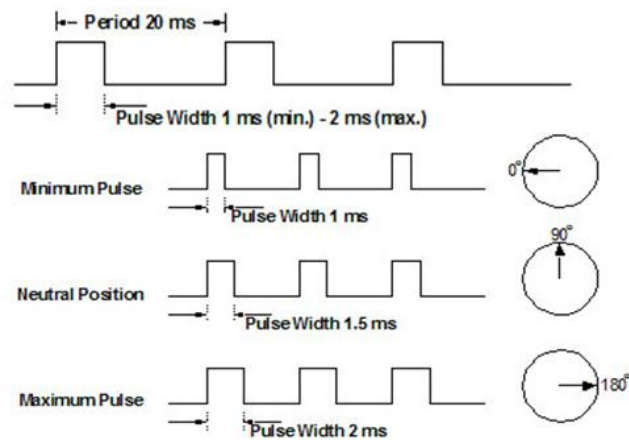 Period 20 ms
Pulse Width 1 ms (min.) - 2 ms (max.)
Minimum Pulse
Pulse Width 1 ms
0°
Neutral Position
Pulse Width 1.5 ms
90°
Maximum Pulse
Pulse Width 2 ms
180°